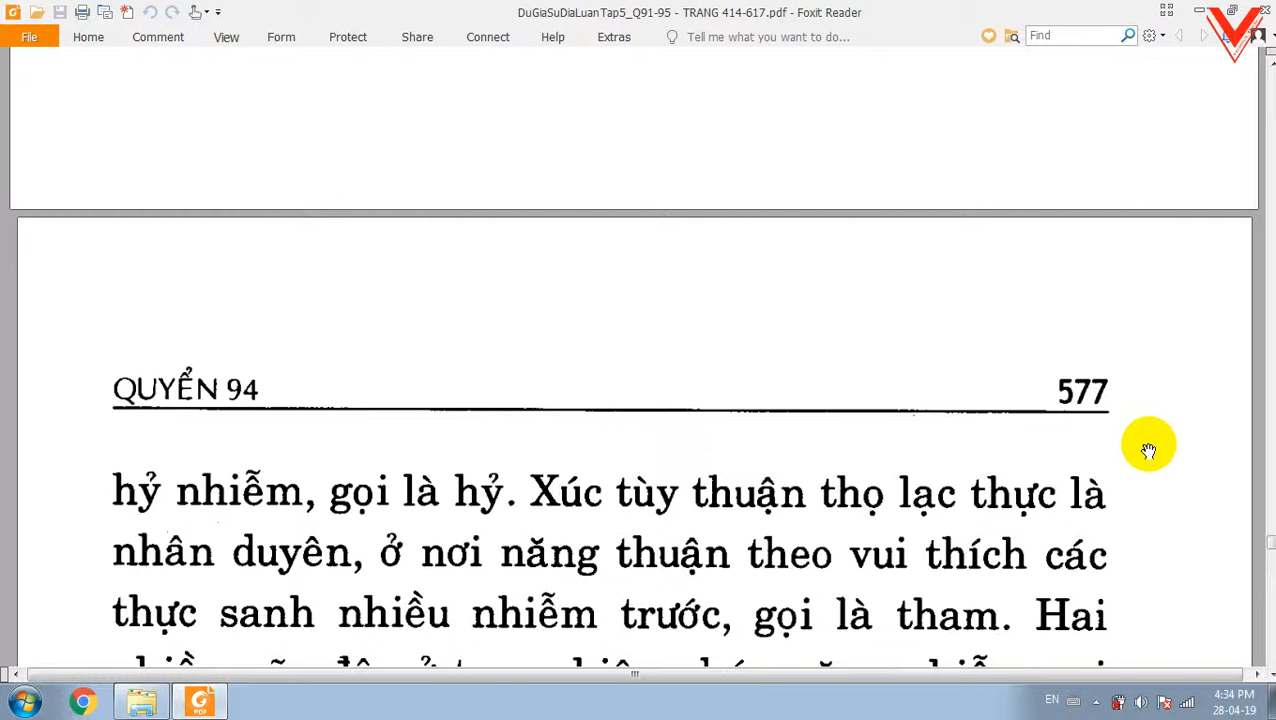 DuGiaSuDiaLuanTap5_Q91-95 - TRANG 414-617.pdf - Foxit Reader
File Home Comment View Form Protect Share Connect Help Extras Tell me what you want to do... Find
QUYỂN 94 577
hỷ nhiễm, gọi là hỷ. Xúc tùy thuận thọ lạc thực là
nhân duyên, ở nơi năng thuận theo vui thích các
thực sanh nhiều nhiễm trước, gọi là tham. Hai
EN 4:34 PM
28-04-19